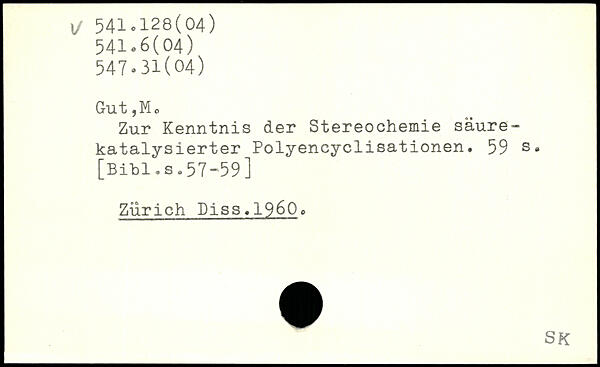 v 541.128(04)
541.6(04)
547.31(04)
Gut,M.
Zur Kenntnis der Stereochemie säure-
katalysierter Polyencyclisationen. 59 s.
[Bibl.s.57-59]
Zürich Diss.1960.
SK